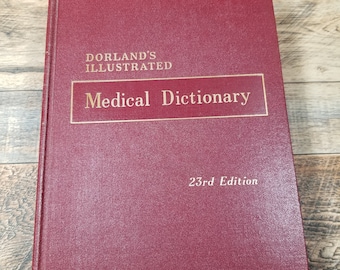 DORLAND'S
ILLUSTRATED
Medical Dictionary
23rd Edition